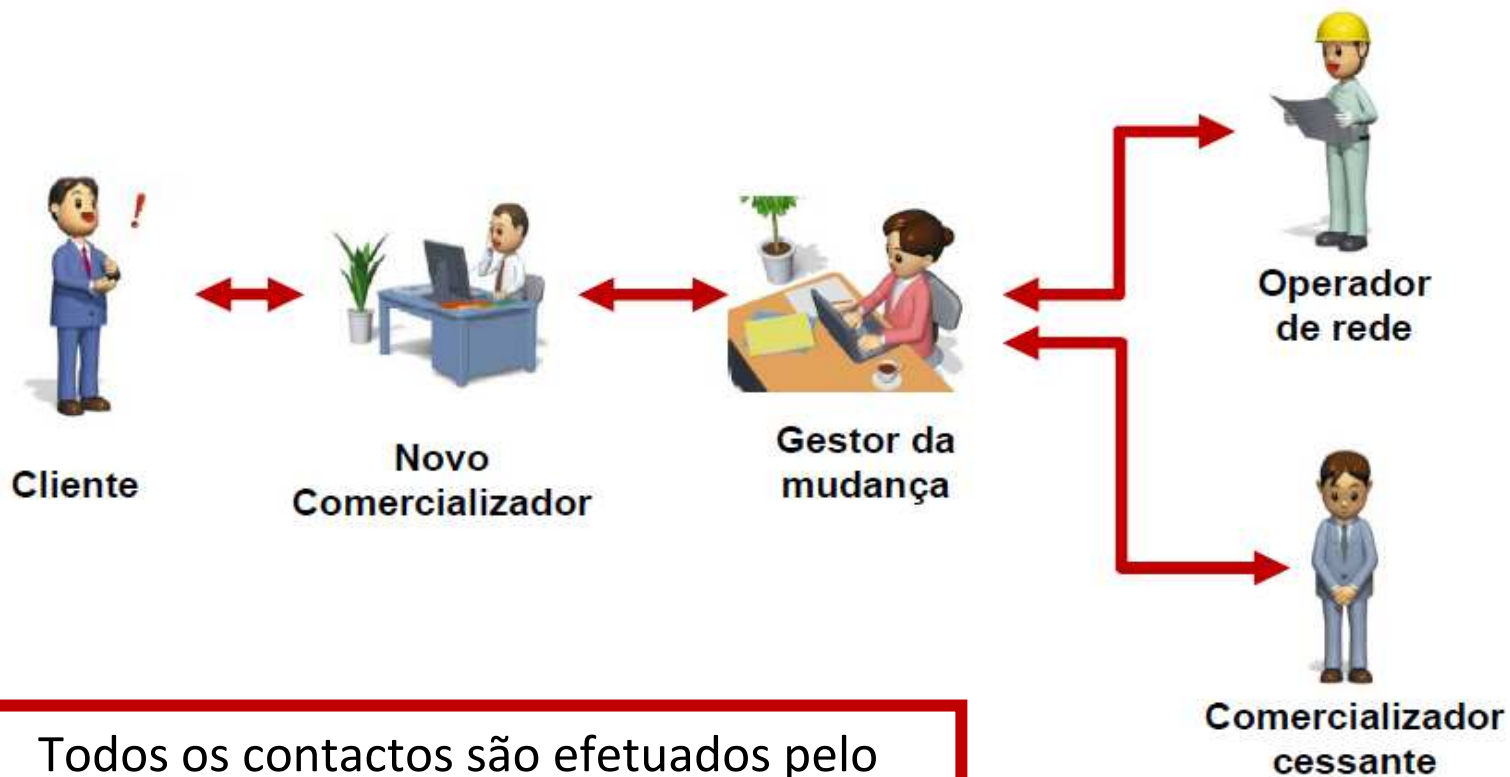 Operador
de rede
Cliente
Novo
Comercializador
Gestor da
mudança
Comercializador
cessante
Todos os contactos são efetuados pelo